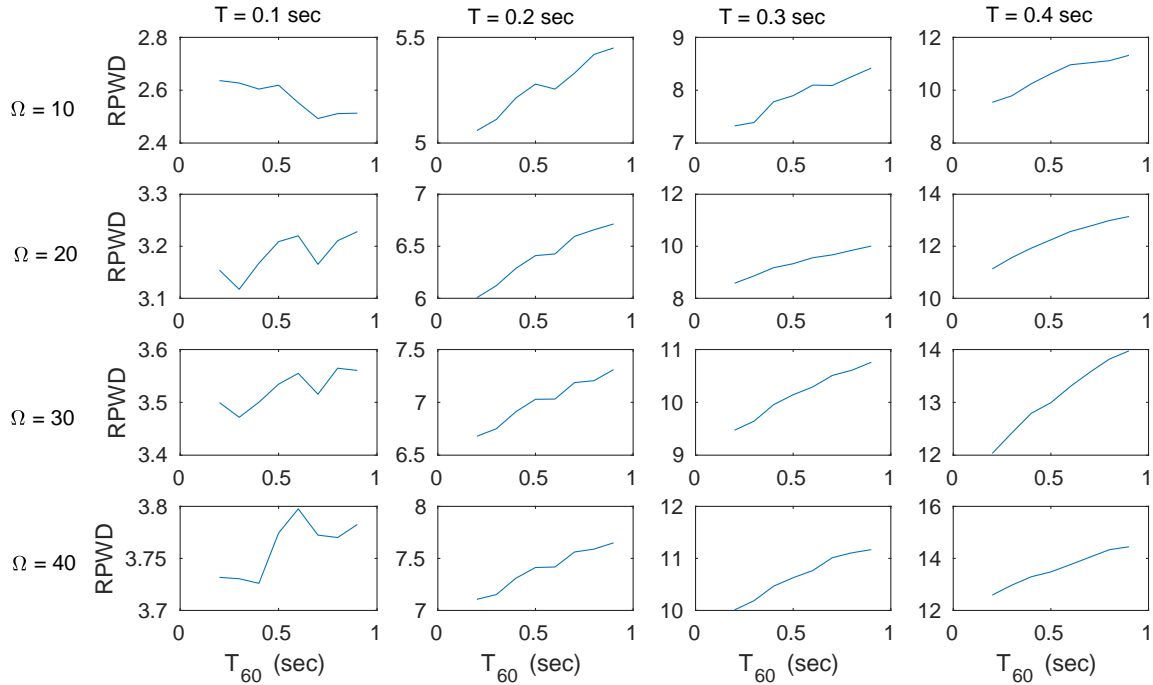 T = 0.1 sec T = 0.2 sec T = 0.3 sec T = 0.4 sec
Ω = 10
RPWD
2.8
2.6
2.4
0 0.5 1
5.5
5
0 0.5 1
9
8
7
0 0.5 1
12
10
8
0 0.5 1
Ω = 20
RPWD
3.3
3.2
3.1
0 0.5 1
7
6.5
6
0 0.5 1
12
10
8
0 0.5 1
14
12
10
0 0.5 1
Ω = 30
RPWD
3.6
3.5
3.4
0 0.5 1
7.5
7
6.5
0 0.5 1
11
10
9
0 0.5 1
14
13
12
0 0.5 1
Ω = 40
RPWD
3.8
3.75
3.7
0 0.5 1
8
7.5
7
0 0.5 1
12
11
10
0 0.5 1
16
14
12
0 0.5 1
T60 (sec) T60 (sec) T60 (sec) T60 (sec)